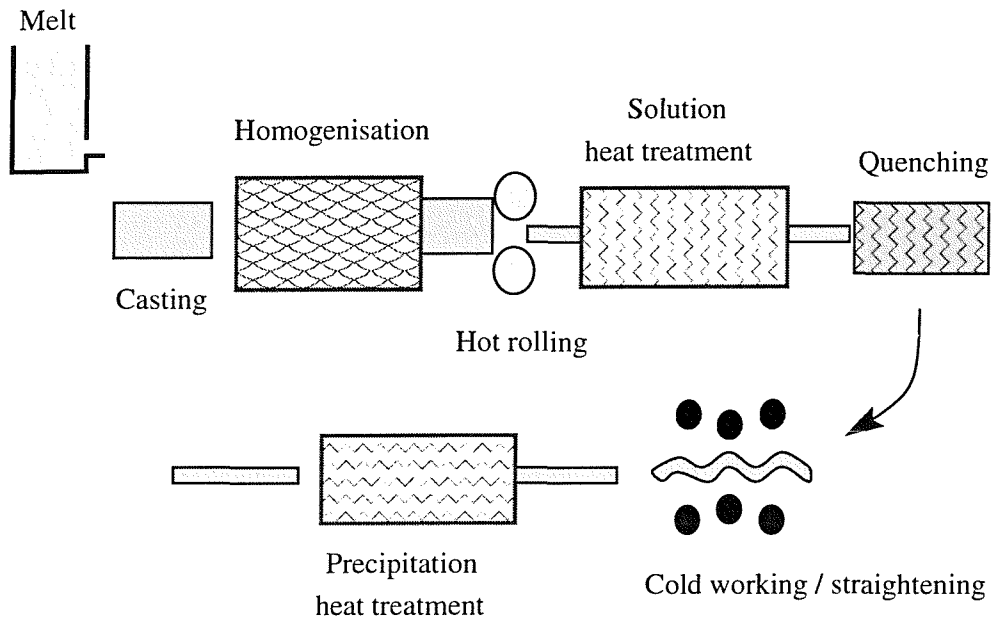 Melt
Homogenisation
Solution
heat treatment
Quenching
Casting
Hot rolling
Precipitation
heat treatment
Cold working / straightening